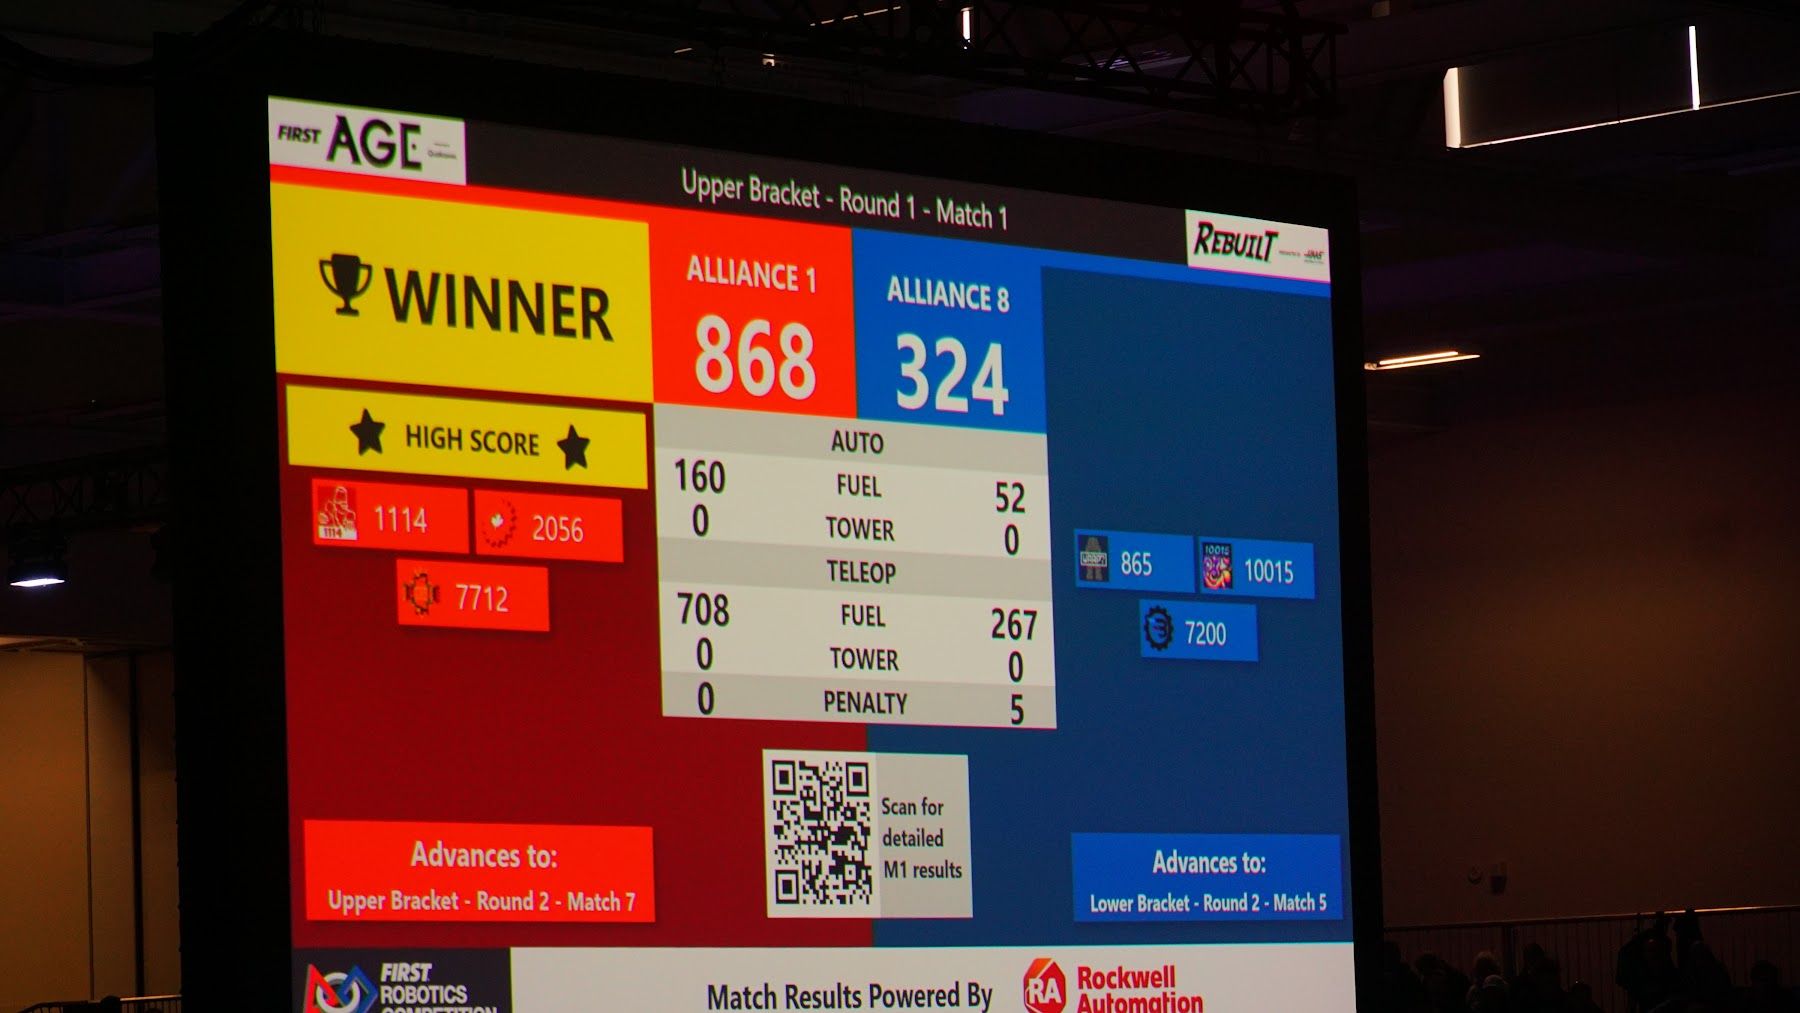 FIRST AGE
Upper Bracket - Round 1 - Match 1
REBUILT
WINNER
ALLIANCE 1
868
ALLIANCE 8
324
HIGH SCORE
1114
1114
2056
7712
AUTO
160 FUEL 52
0 TOWER 0
TELEOP
708 FUEL 267
0 TOWER 0
0 PENALTY 5
865
10015
10015
7200
Scan for
detailed
M1 results
Advances to:
Upper Bracket - Round 2 - Match 7
Advances to:
Lower Bracket - Round 2 - Match 5
FIRST
ROBOTICS
COMPETITION
Match Results Powered By
RA
Rockwell
Automation